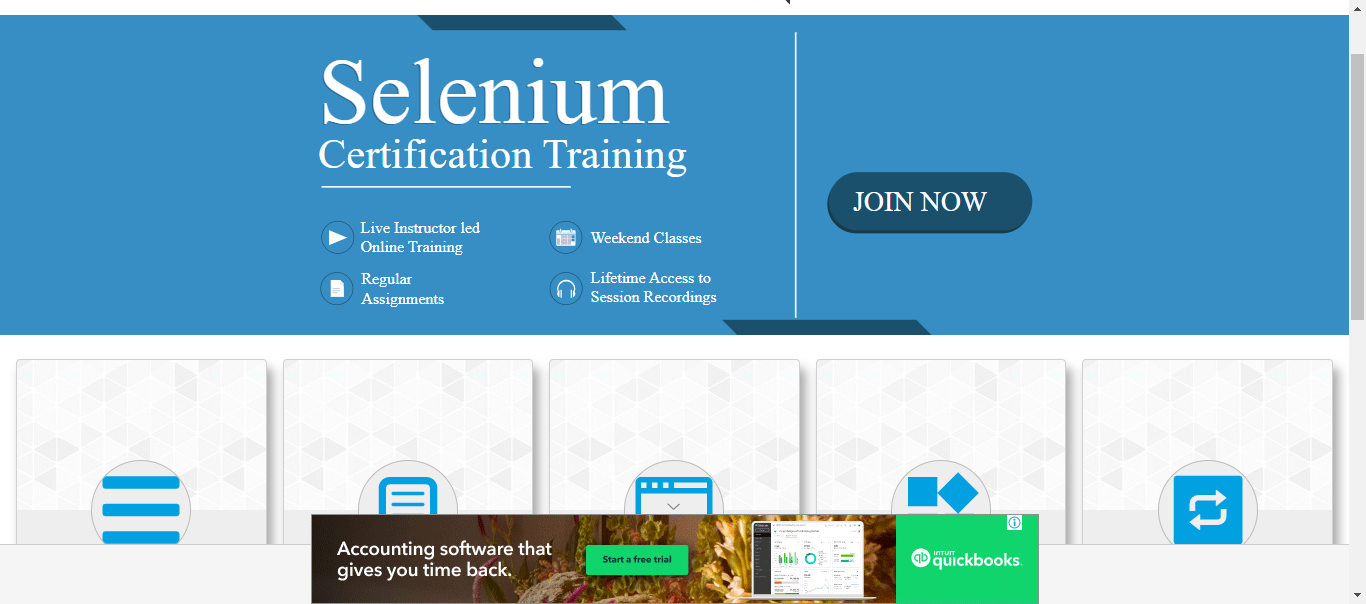 Selenium
Certification Training
Live Instructor led
Online Training
Weekend Classes
Regular
Assignments
Lifetime Access to
Session Recordings
JOIN NOW
Accounting software that
gives you time back.
Start a free trial
INTUIT
quickbooks